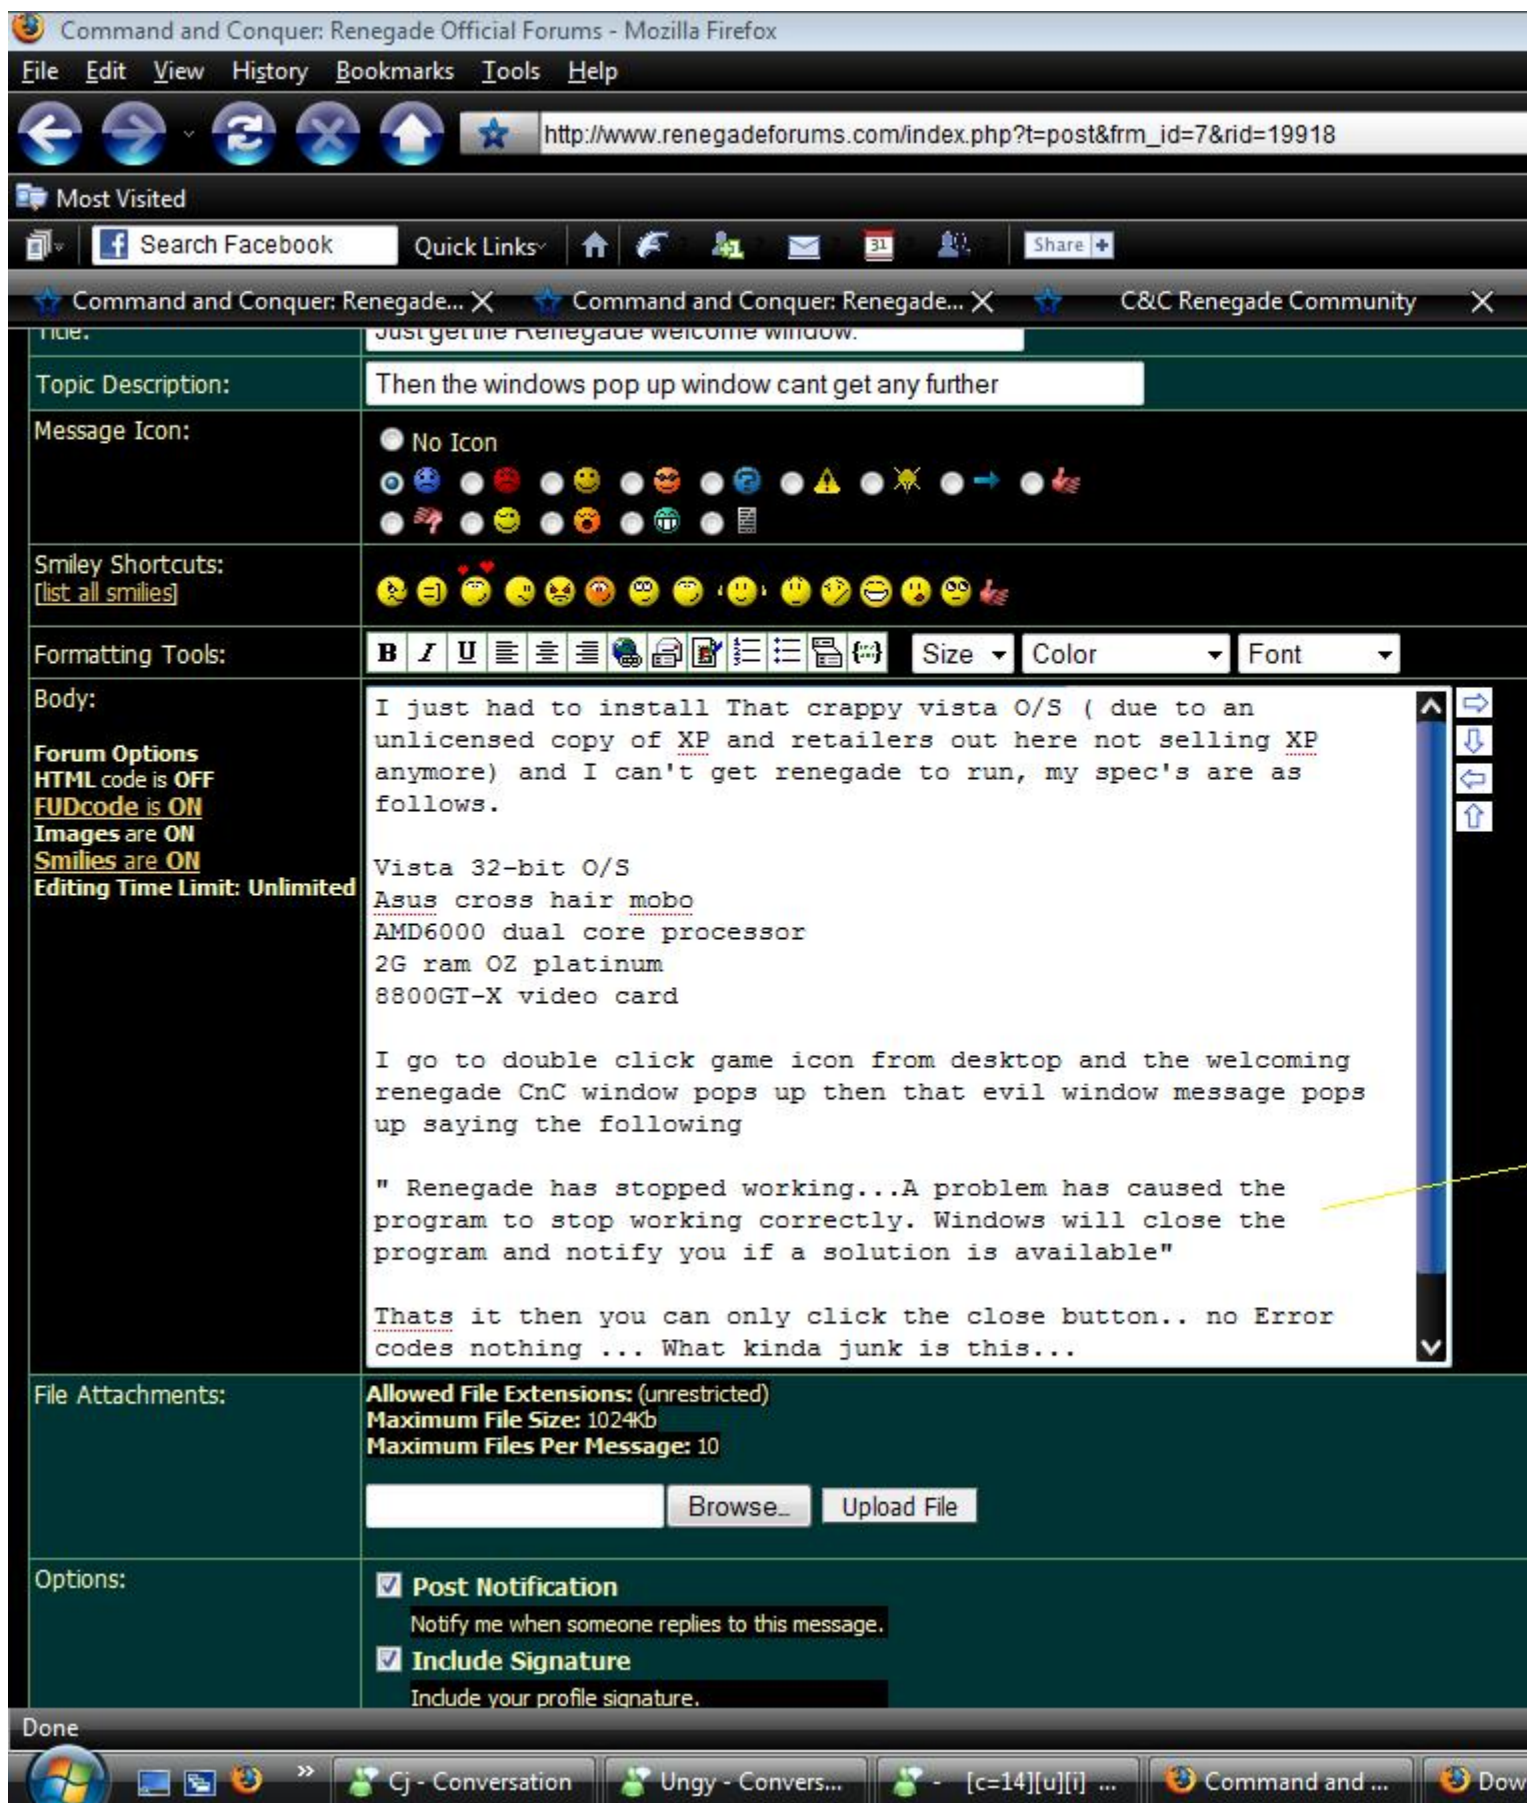 Command and Conquer: Renegade Official Forums - Mozilla Firefox
File Edit View History Bookmarks Tools Help
http://www.renegadeforums.com/index.php?t=post&frm_id=7&rid=19918
Most Visited
Search Facebook Quick Links 31 Share
Command and Conquer: Renegade... Command and Conquer: Renegade... C&C Renegade Community
Title: Just get the Renegade welcome window.
Topic Description: Then the windows pop up window cant get any further
Message Icon: No Icon
Smiley Shortcuts:
[list all smilies]
Formatting Tools: B I U Size Color Font
Body:
Forum Options
HTML code is OFF
FUDcode is ON
Images are ON
Smilies are ON
Editing Time Limit: Unlimited
I just had to install That crappy vista O/S ( due to an
unlicensed copy of XP and retailers out here not selling XP
anymore) and I can't get renegade to run, my spec's are as
follows.
Vista 32-bit O/S
Asus cross hair mobo
AMD6000 dual core processor
2G ram OZ platinum
8800GT-X video card
I go to double click game icon from desktop and the welcoming
renegade CnC window pops up then that evil window message pops
up saying the following
" Renegade has stopped working...A problem has caused the
program to stop working correctly. Windows will close the
program and notify you if a solution is available"
Thats it then you can only click the close button.. no Error
codes nothing ... What kinda junk is this...
File Attachments:
Allowed File Extensions: (unrestricted)
Maximum File Size: 1024Kb
Maximum Files Per Message: 10
Browse... Upload File
Options:
Post Notification
Notify me when someone replies to this message.
Include Signature
Include your profile signature.
Done
Cj - Conversation Ungy - Convers... - [c=14][u][i] ... Command and ... Dow